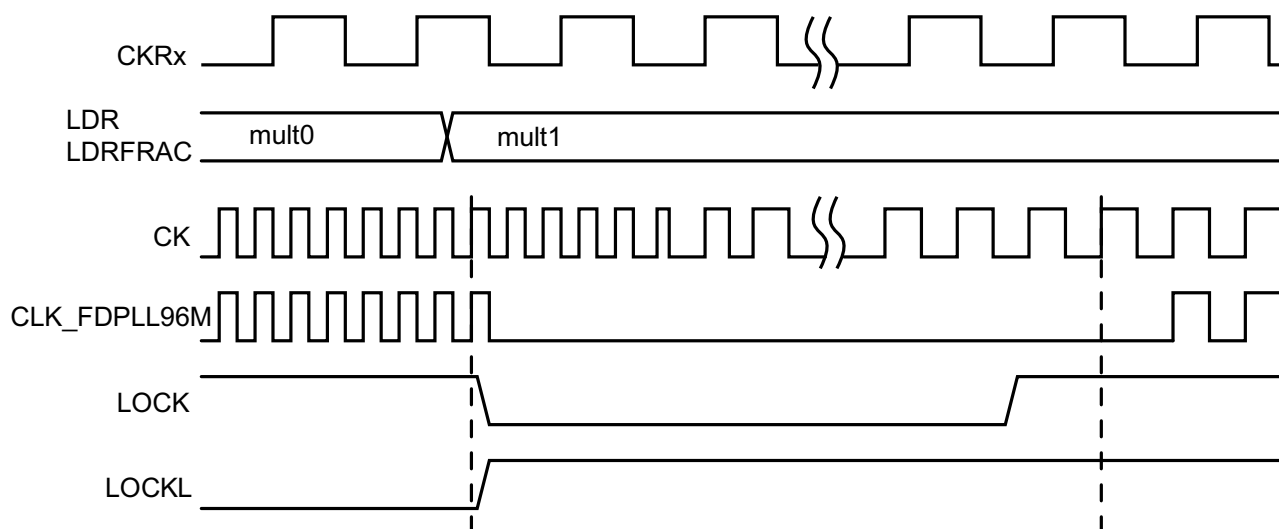 CKRx
LDR
LDRFRAC
mult0
mult1
CK
CLK_FDPLL96M
LOCK
LOCKL